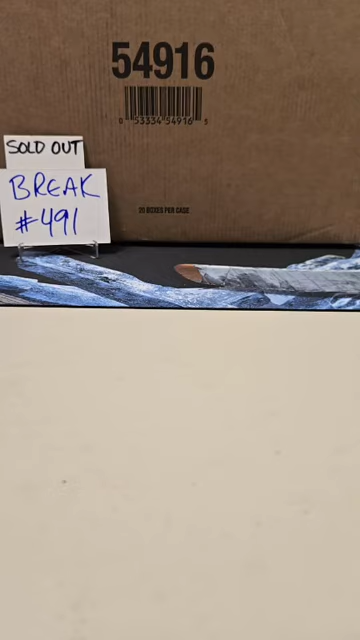 54916
0 53334 54916 5
SOLD OUT
BREAK
#491
20 BOXES PER CASE